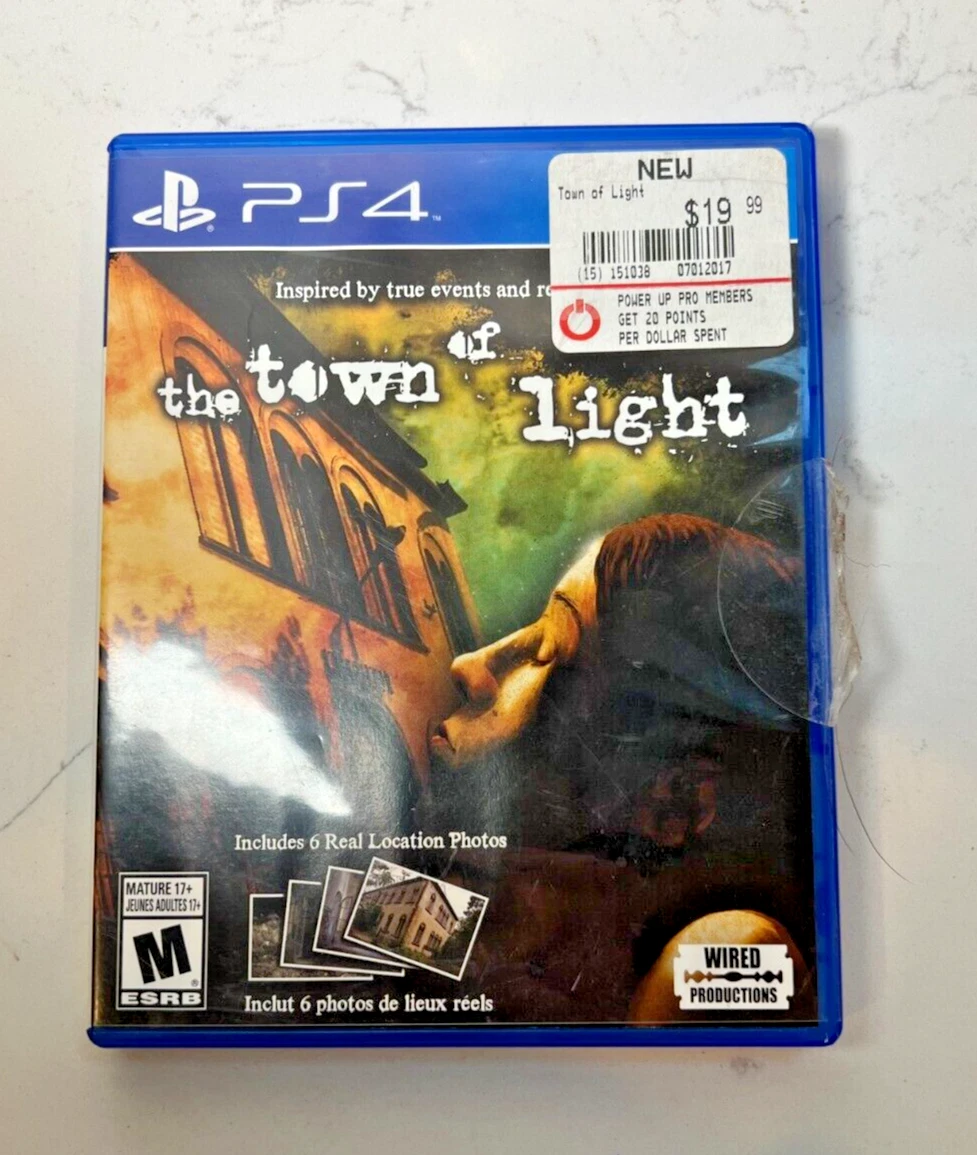 PS4
NEW
Town of Light
$19 99
(15) 151038 07012017
POWER UP PRO MEMBERS
GET 20 POINTS
PER DOLLAR SPENT
Inspired by true events and re
the town of light
Includes 6 Real Location Photos
MATURE 17+
JEUNES ADULTES 17+
M
ESRB
Inclut 6 photos de lieux réels
WIRED
PRODUCTIONS